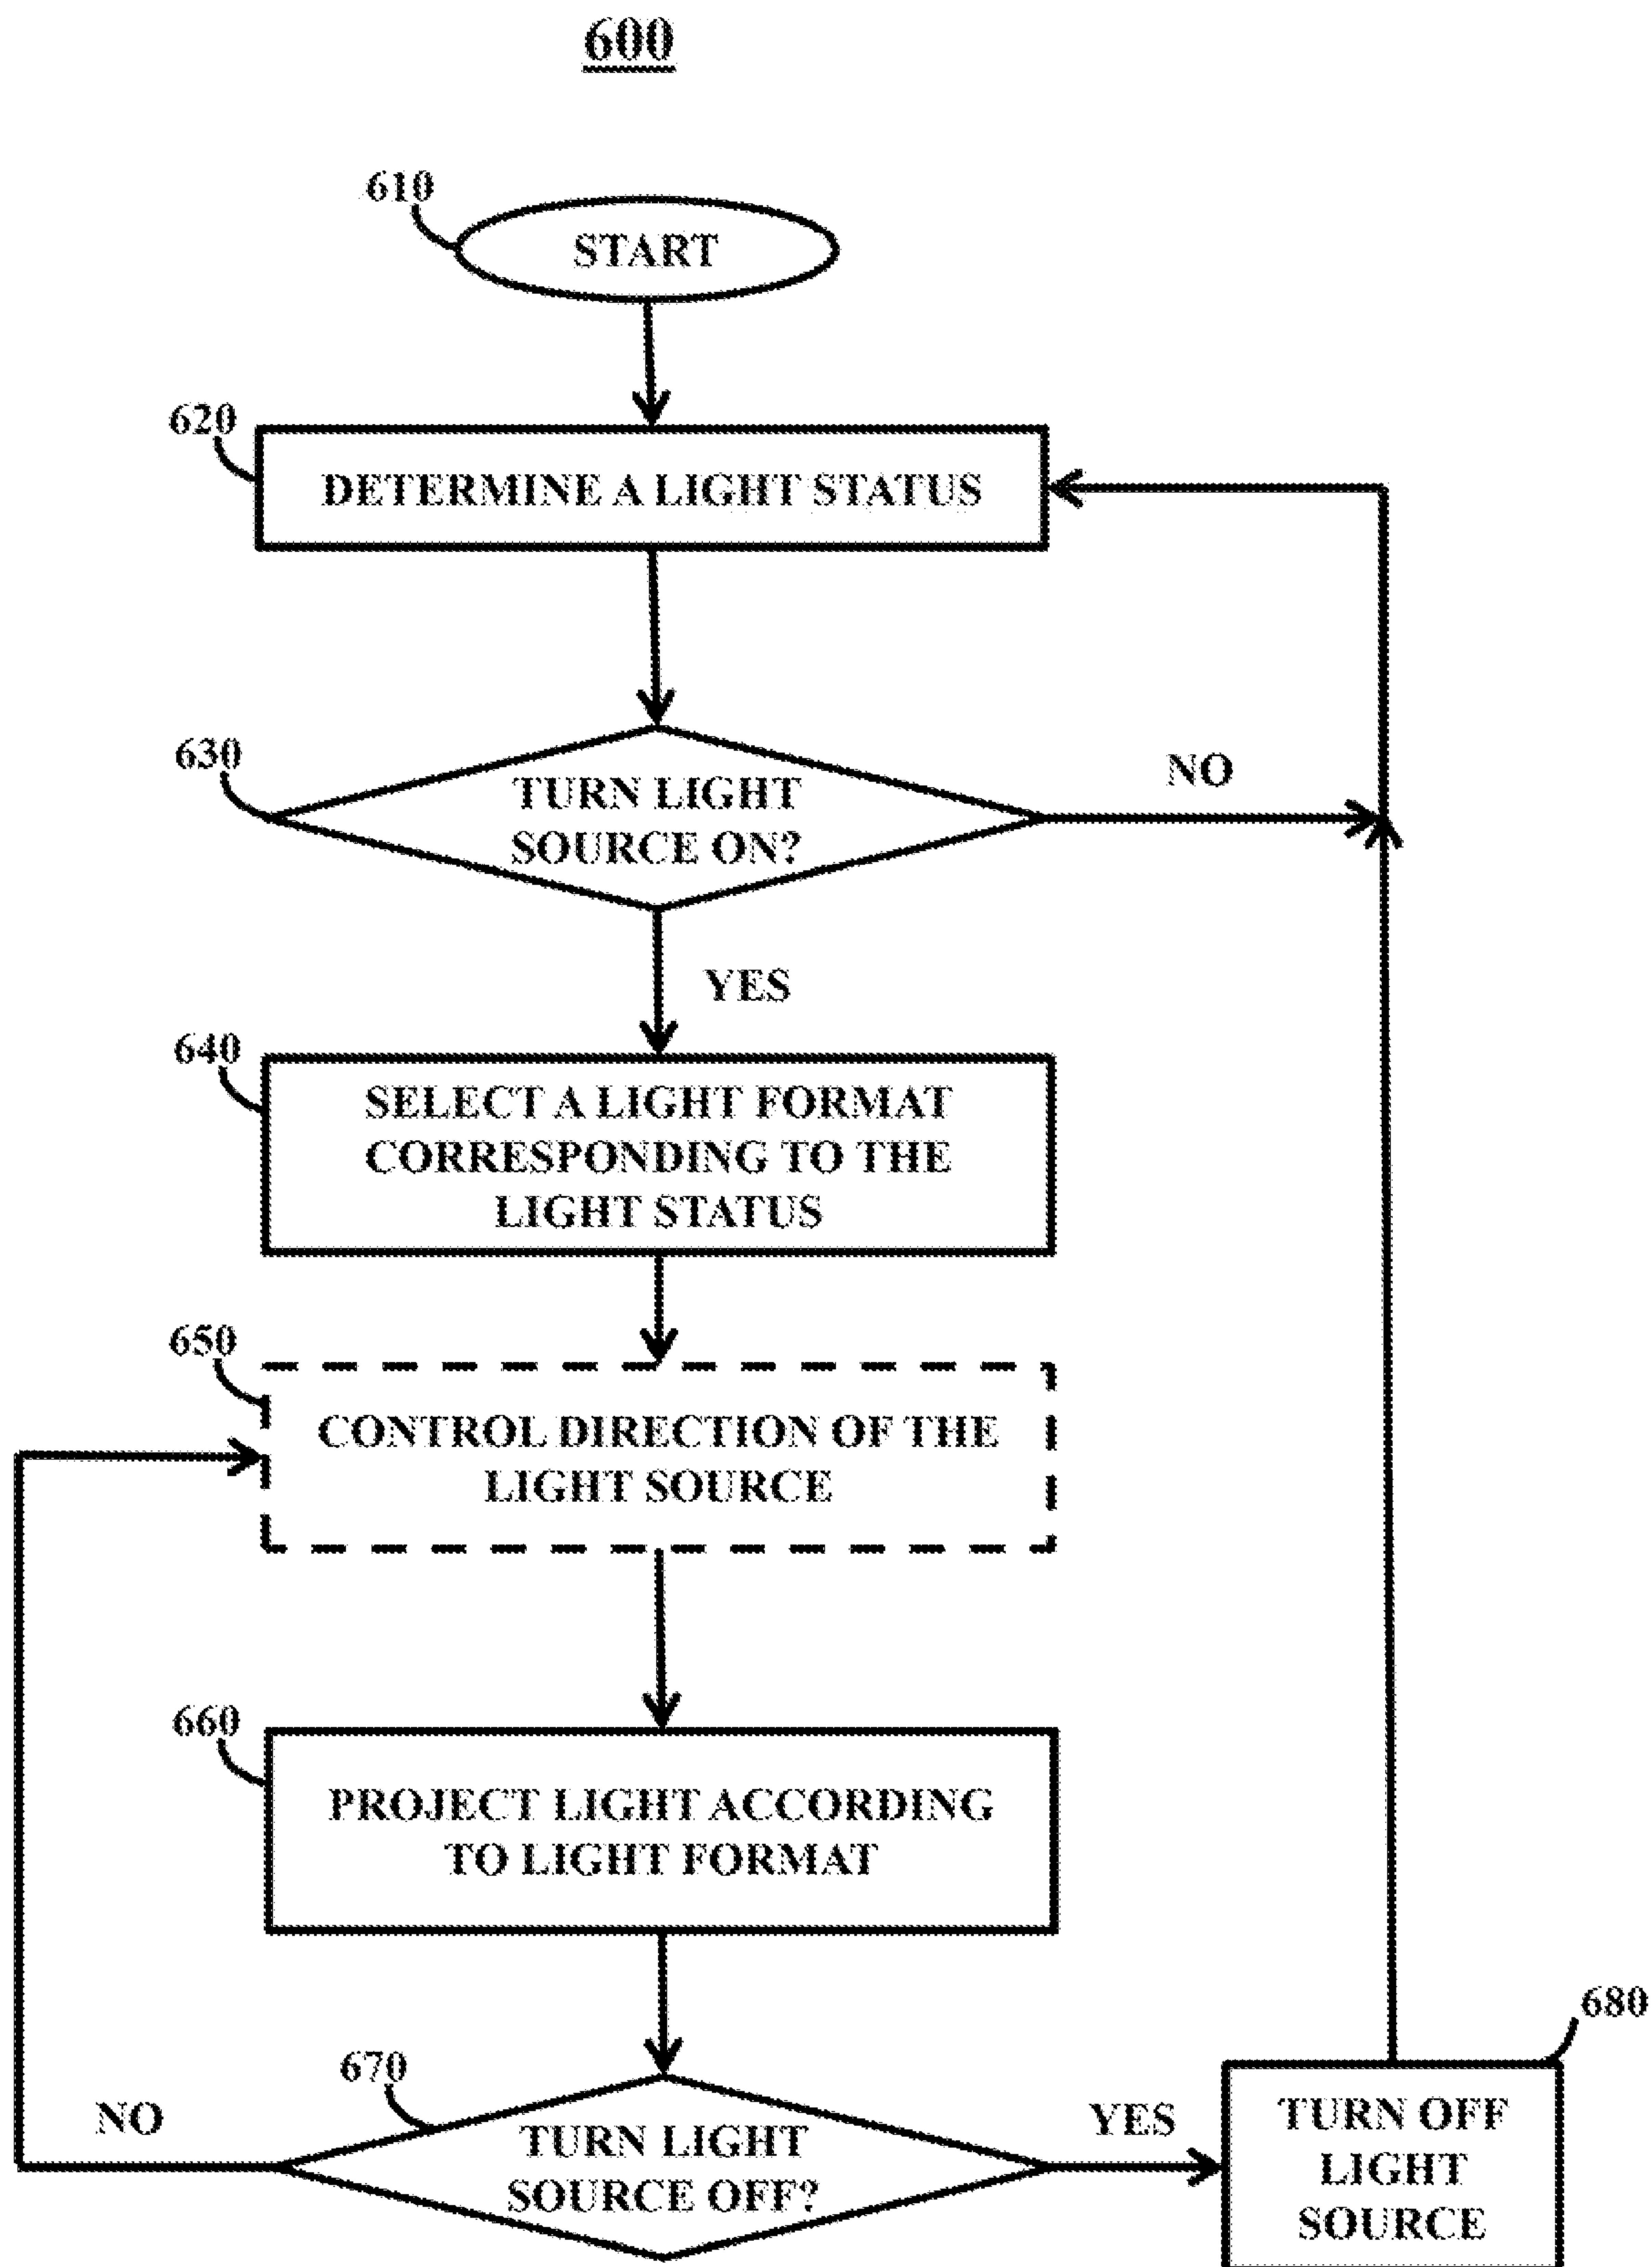 600
610
START
620
DETERMINE A LIGHT STATUS
630
TURN LIGHT
SOURCE ON?
NO
YES
640
SELECT A LIGHT FORMAT
CORRESPONDING TO THE
LIGHT STATUS
650
CONTROL DIRECTION OF THE
LIGHT SOURCE
660
PROJECT LIGHT ACCORDING
TO LIGHT FORMAT
670
NO
TURN LIGHT
SOURCE OFF?
YES
680
TURN OFF
LIGHT
SOURCE